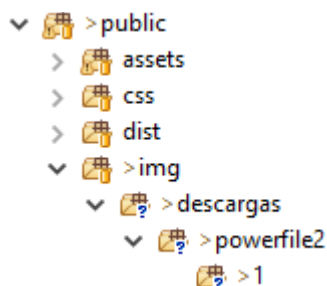 >public
assets
css
dist
>img
>descargas
>powerfile2
>1